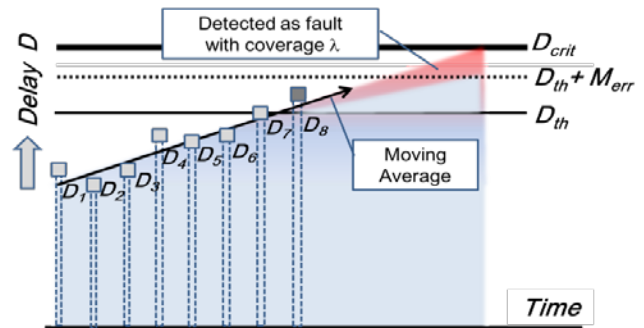 Detected as fault
with coverage λ
D_crit
D_th + M_err
D_th
Delay D
D_1
D_2
D_3
D_4
D_5
D_6
D_7
D_8
Moving
Average
Time